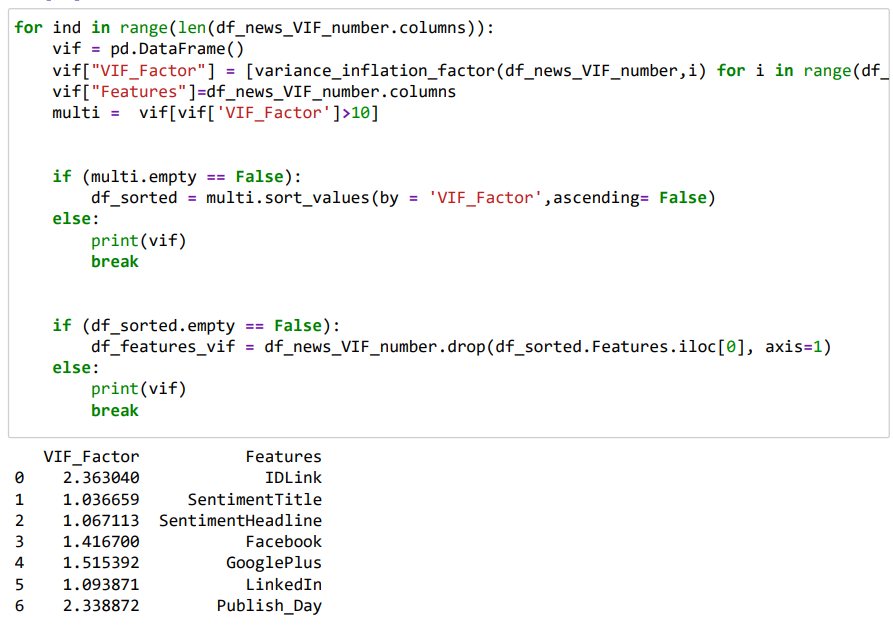 for ind in range(len(df_news_VIF_number.columns)):
    vif = pd.DataFrame()
    vif["VIF_Factor"] = [variance_inflation_factor(df_news_VIF_number,i) for i in range(df_
    vif["Features"]=df_news_VIF_number.columns
    multi =  vif[vif['VIF_Factor']>10]
    if (multi.empty == False):
        df_sorted = multi.sort_values(by = 'VIF_Factor',ascending= False)
    else:
        print(vif)
        break
    if (df_sorted.empty == False):
        df_features_vif = df_news_VIF_number.drop(df_sorted.Features.iloc[0], axis=1)
    else:
        print(vif)
        break
   VIF_Factor           Features
0    2.363040             IDLink
1    1.036659     SentimentTitle
2    1.067113  SentimentHeadline
3    1.416700           Facebook
4    1.515392         GooglePlus
5    1.093871           LinkedIn
6    2.338872        Publish_Day